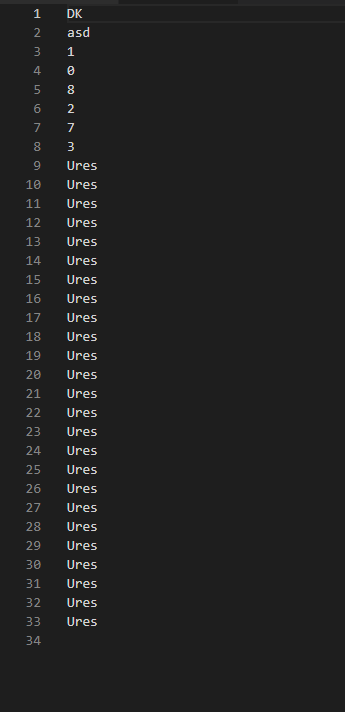 1 DK
2 asd
3 1
4 0
5 8
6 2
7 7
8 3
9 Ures
10 Ures
11 Ures
12 Ures
13 Ures
14 Ures
15 Ures
16 Ures
17 Ures
18 Ures
19 Ures
20 Ures
21 Ures
22 Ures
23 Ures
24 Ures
25 Ures
26 Ures
27 Ures
28 Ures
29 Ures
30 Ures
31 Ures
32 Ures
33 Ures
34